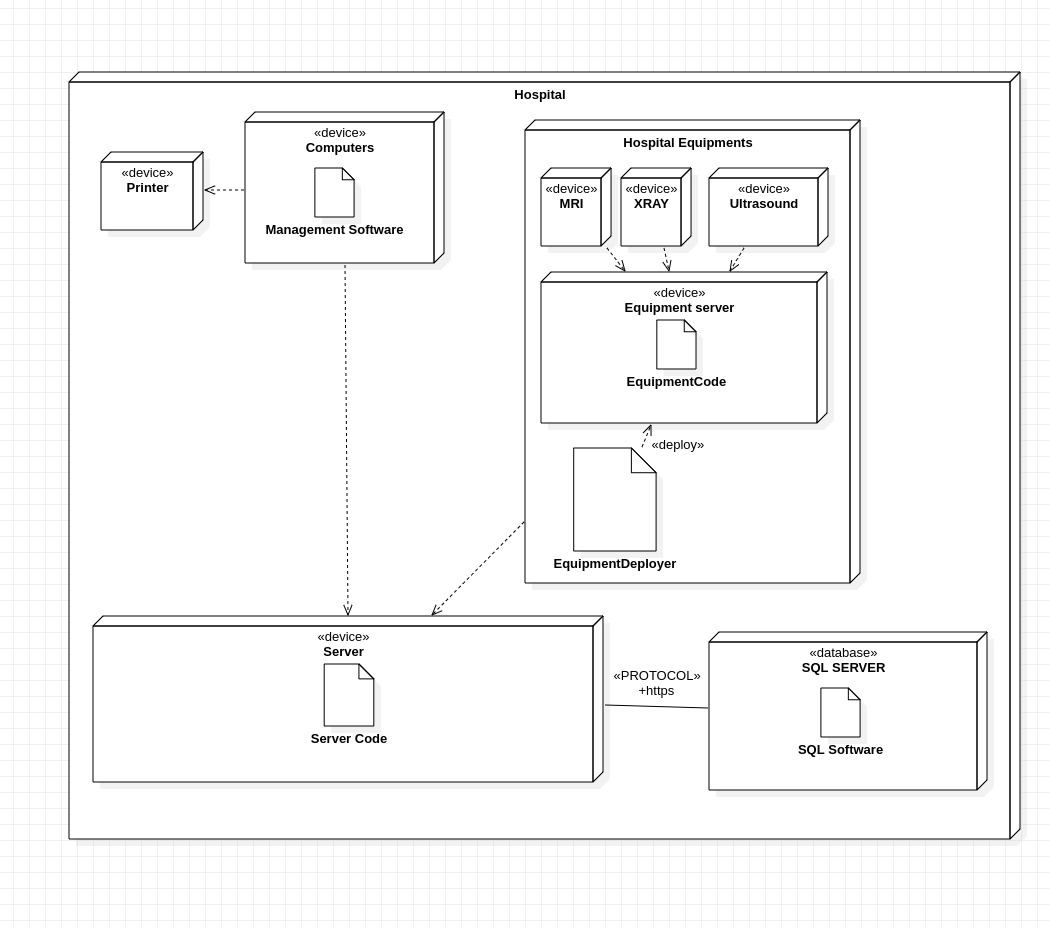 Hospital
«device»
Computers
Management Software
«device»
Printer
Hospital Equipments
«device»
MRI
«device»
XRAY
«device»
Ultrasound
«device»
Equipment server
EquipmentCode
«deploy»
EquipmentDeployer
«device»
Server
Server Code
«PROTOCOL»
+https
«database»
SQL SERVER
SQL Software